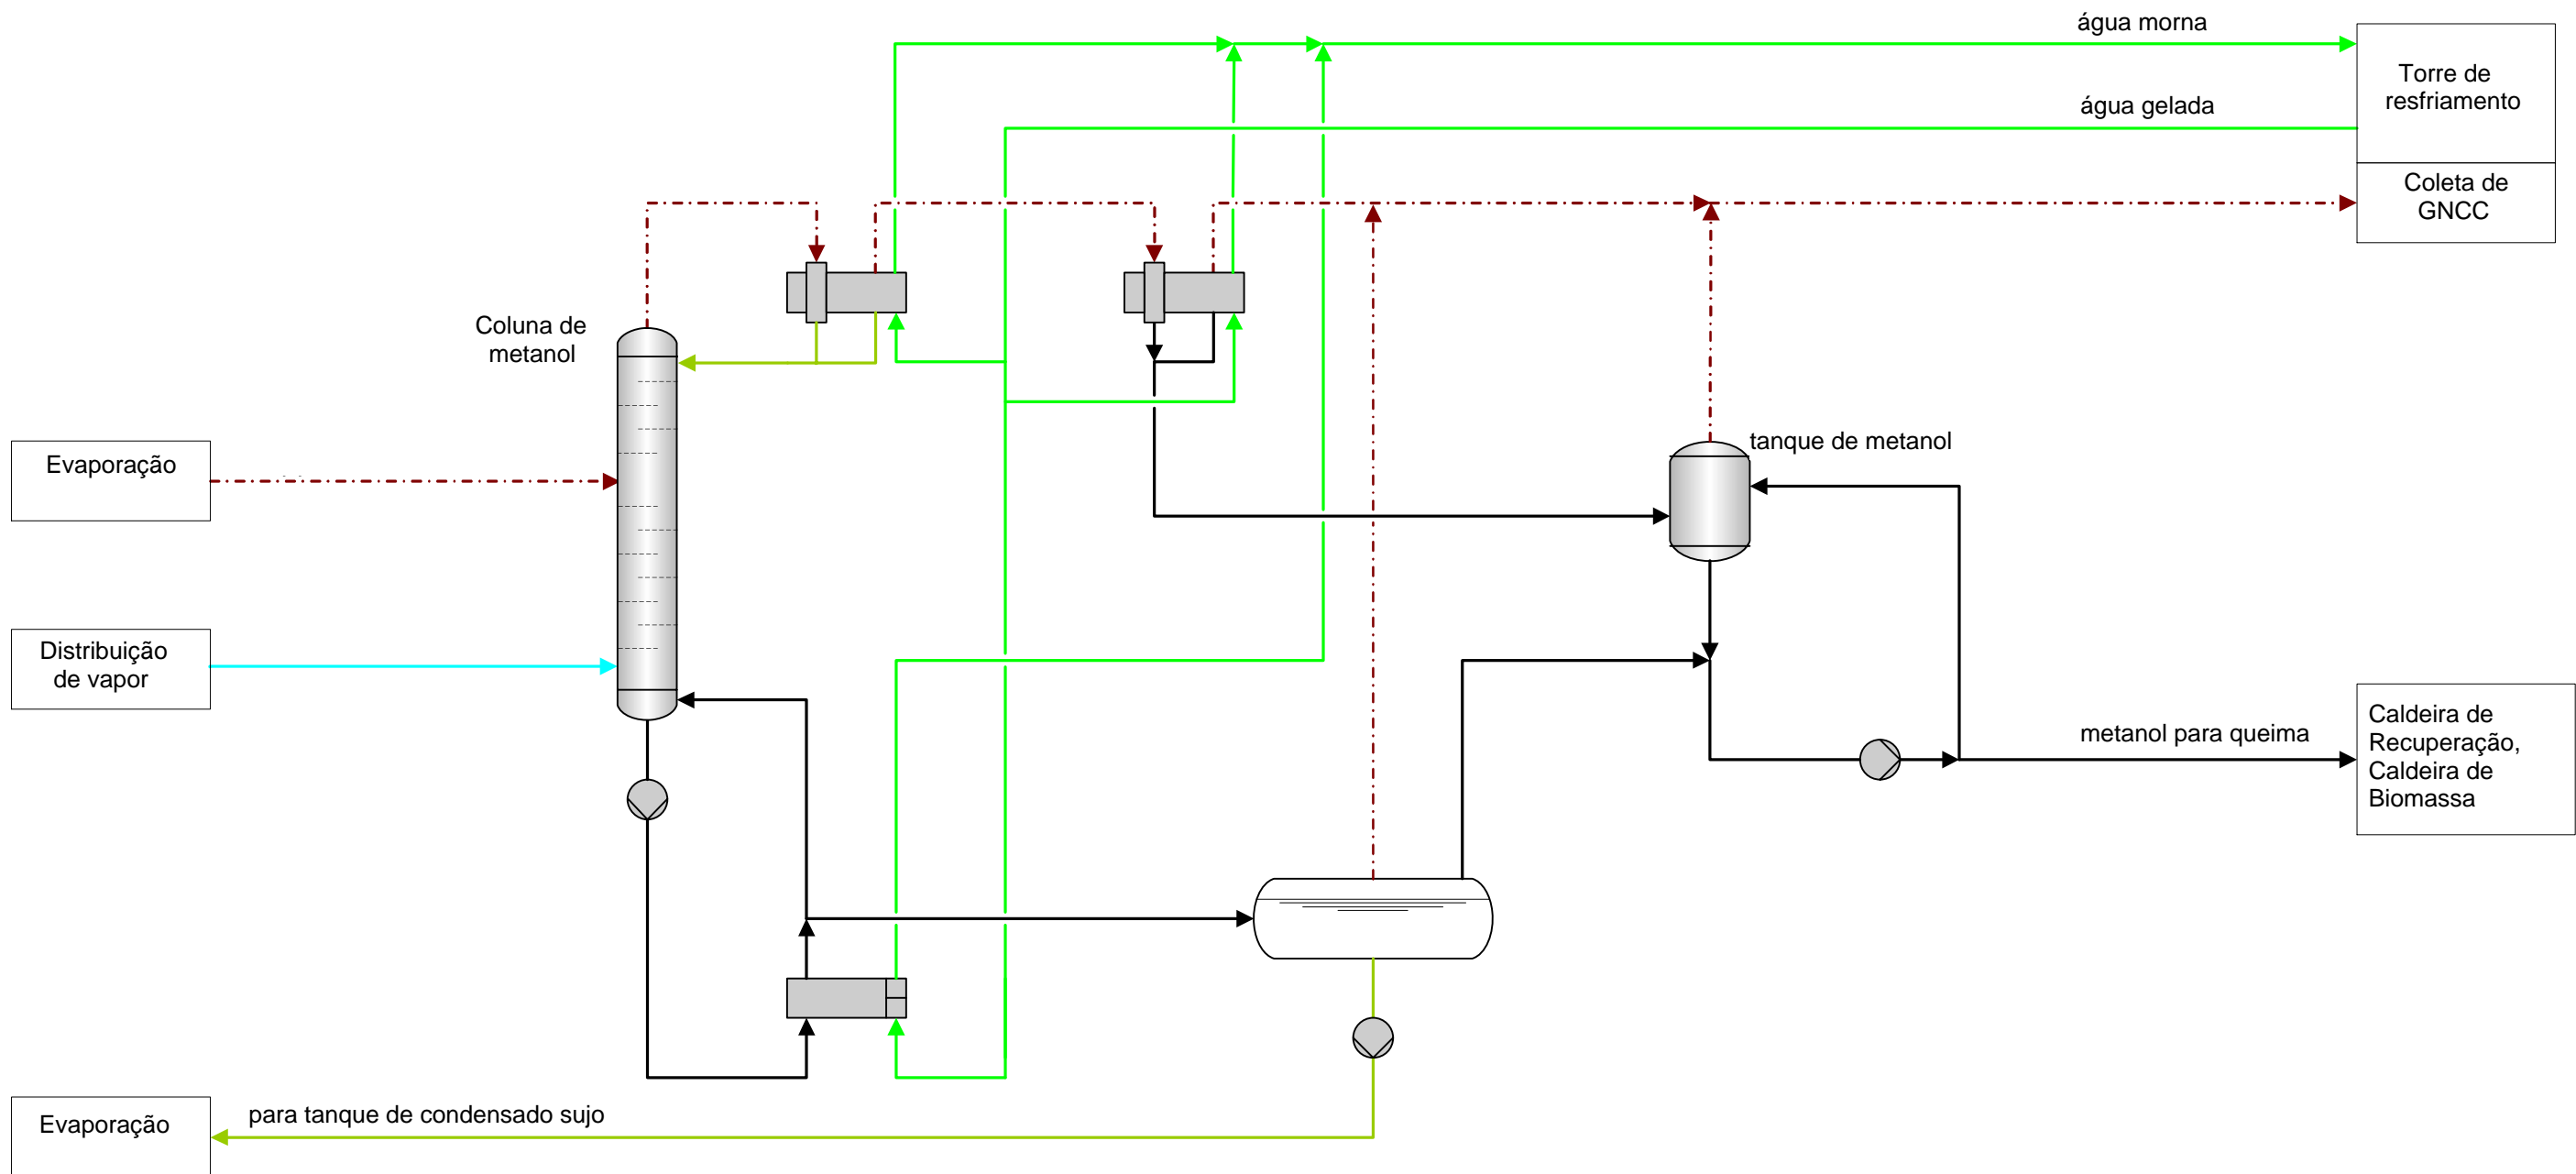 água morna
Torre de
resfriamento
água gelada
Coleta de
GNCC
Coluna de
metanol
tanque de metanol
Evaporação
Distribuição
de vapor
metanol para queima
Caldeira de
Recuperação,
Caldeira de
Biomassa
para tanque de condensado sujo
Evaporação